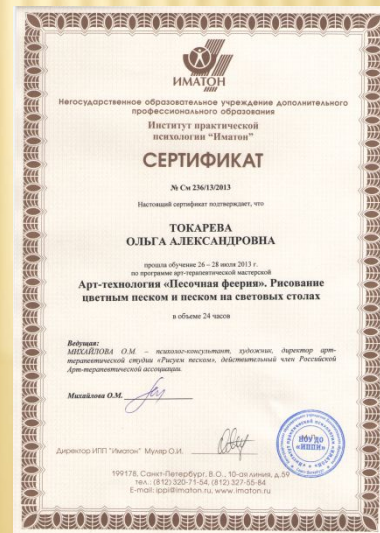 ИМАТОН
Негосударственное образовательное учреждение дополнительного
профессионального образования
Институт практической
психологии "Иматон"
СЕРТИФИКАТ
№ См 236/13/2013
Настоящий сертификат подтверждает, что
ТОКАРЕВА
ОЛЬГА АЛЕКСАНДРОВНА
прошла обучение 26 – 28 июля 2013 г.
по программе арт-терапевтической мастерской
Арт-технология «Песочная феерия». Рисование
цветным песком и песком на световых столах
в объеме 24 часов
Ведущая:
МИХАЙЛОВА О.М. – психолог-консультант, художник, директор арт-
терапевтической студии «Рисуем песком», действительный член Российской
Арт-терапевтической ассоциации.
Михайлова О.М.
НОУ ДО
«ИППИ»
Директор ИПП "Иматон" Муляр О.И.
199178, Санкт-Петербург, В.О., 10-ая линия, д.59
тел.: (812) 320-71-54, (812) 327-55-84
E-mail: ippi@imaton.ru, www.imaton.ru